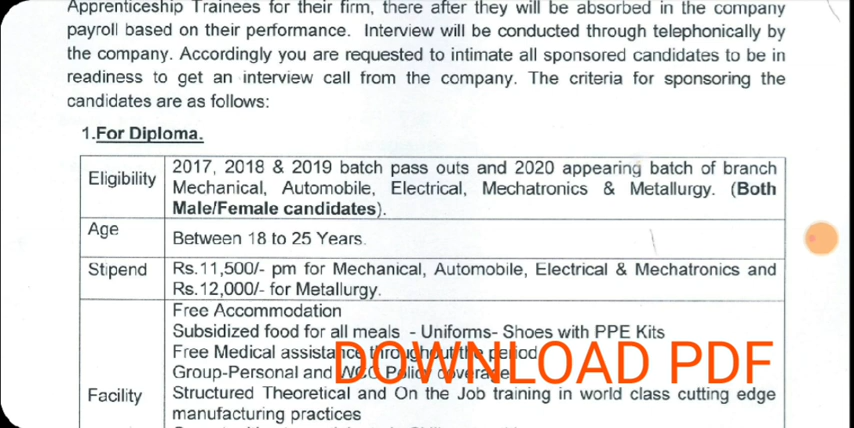 Apprenticeship Trainees for their firm, there after they will be absorbed in the company
payroll based on their performance. Interview will be conducted through telephonically by
the company. Accordingly you are requested to intimate all sponsored candidates to be in
readiness to get an interview call from the company. The criteria for sponsoring the
candidates are as follows:
1.For Diploma.
Eligibility
2017, 2018 & 2019 batch pass outs and 2020 appearing batch of branch
Mechanical, Automobile, Electrical, Mechatronics & Metallurgy. (Both
Male/Female candidates).
Age
Between 18 to 25 Years.
Stipend
Rs.11,500/- pm for Mechanical, Automobile, Electrical & Mechatronics and
Rs.12,000/- for Metallurgy.
Facility
Free Accommodation
Subsidized food for all meals - Uniforms- Shoes with PPE Kits
Free Medical assistance throughout the period
Group-Personal and WCC Policy coverage
Structured Theoretical and On the Job training in world class cutting edge
manufacturing practices
DOWNLOAD PDF